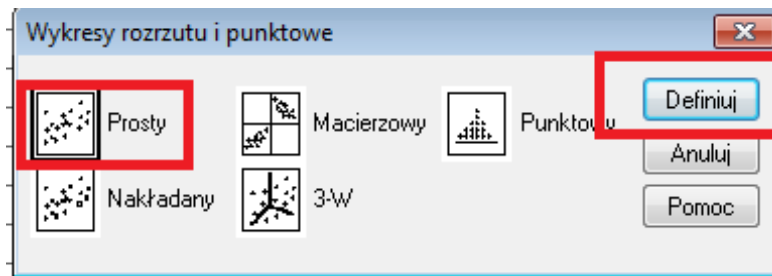 Wykresy rozrzutu i punktowe
Prosty
Macierzowy
Punktowy
Definiuj
Anuluj
Nakładany
3-W
Pomoc